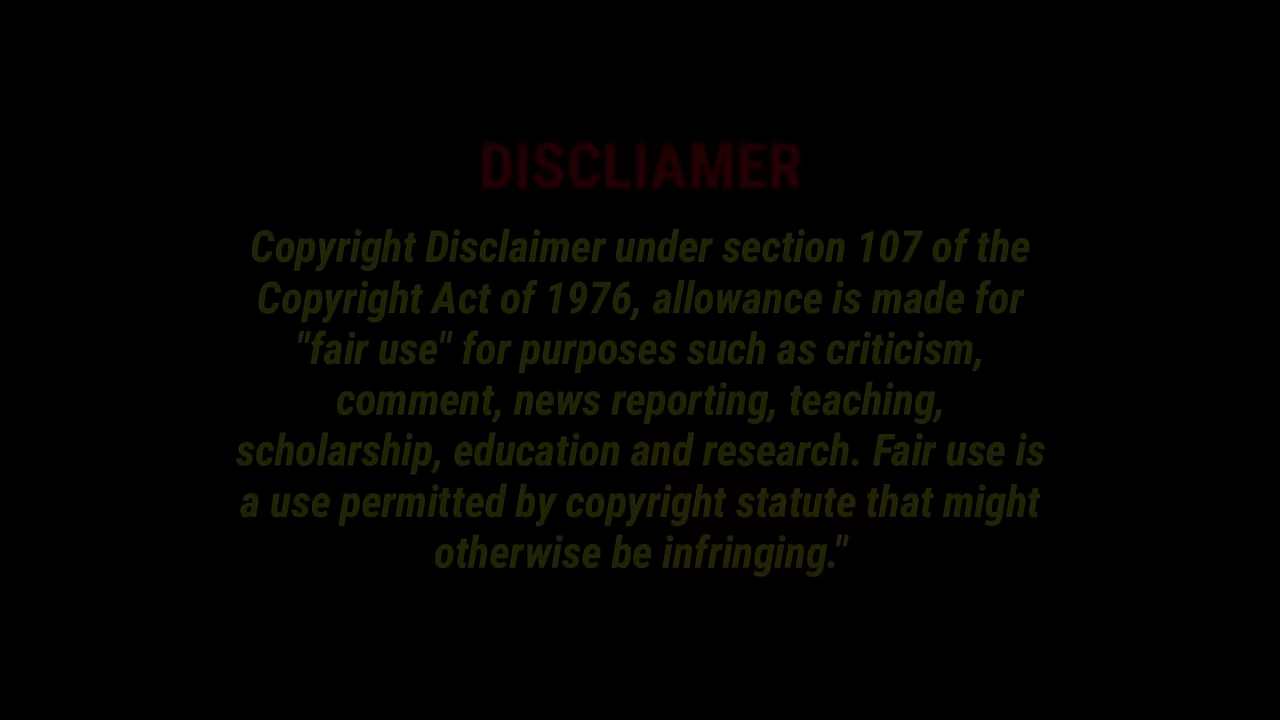 DISCLIAMER
Copyright Disclaimer under section 107 of the
Copyright Act of 1976, allowance is made for
"fair use" for purposes such as criticism,
comment, news reporting, teaching,
scholarship, education and research. Fair use is
a use permitted by copyright statute that might
otherwise be infringing."